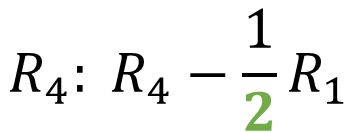 R₄: R₄ − 1/2 R₁